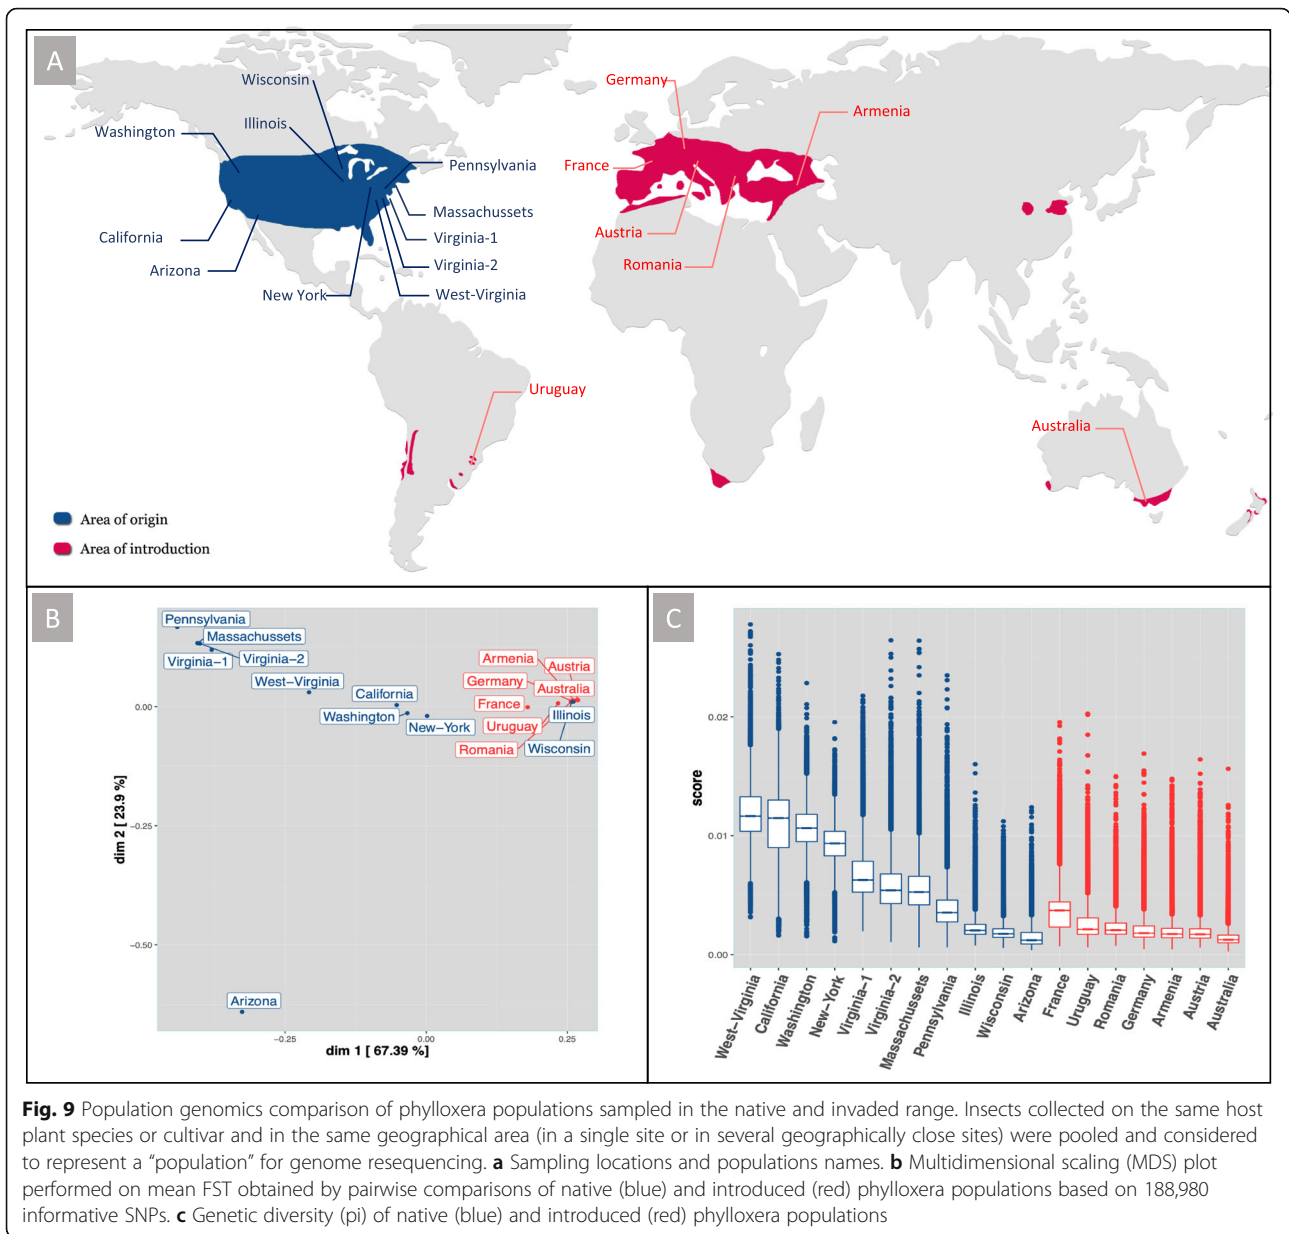 A
Wisconsin
Germany
Armenia
Washington
Illinois
Pennsylvania
France
Massachussets
California
Virginia-1
Austria
Arizona
Virginia-2
Romania
New York
West-Virginia
Uruguay
Australia
Area of origin
Area of introduction
B
Pennsylvania
Massachussets
Virginia-1
Virginia-2
West-Virginia
California
Washington
New-York
Armenia
Austria
Germany
Australia
France
Illinois
Uruguay
Romania
Wisconsin
Arizona
0.00
-0.25
-0.50
dim 2 [ 23.9 %]
-0.25
0.00
0.25
dim 1 [ 67.39 %]
C
score
0.02
0.01
0.00
West-Virginia
California
Washington
New-York
Virginia-1
Virginia-2
Massachussets
Pennsylvania
Illinois
Wisconsin
Arizona
France
Uruguay
Romania
Germany
Armenia
Austria
Australia
Fig. 9 Population genomics comparison of phylloxera populations sampled in the native and invaded range. Insects collected on the same host
plant species or cultivar and in the same geographical area (in a single site or in several geographically close sites) were pooled and considered
to represent a “population” for genome resequencing. a Sampling locations and populations names. b Multidimensional scaling (MDS) plot
performed on mean FST obtained by pairwise comparisons of native (blue) and introduced (red) phylloxera populations based on 188,980
informative SNPs. c Genetic diversity (pi) of native (blue) and introduced (red) phylloxera populations